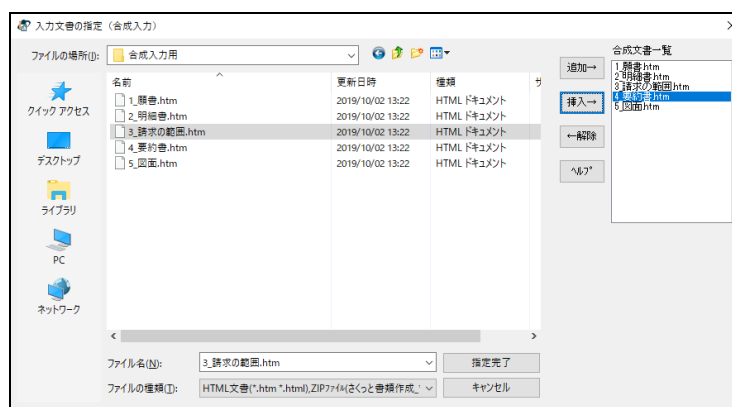 入力文書の指定（合成入力）
ファイルの場所(I): 合成入力用
クイック アクセス
デスクトップ
ライブラリ
PC
ネットワーク
名前 更新日時 種類 サ
1_願書.htm 2019/10/02 13:22 HTML ドキュメント
2_明細書.htm 2019/10/02 13:22 HTML ドキュメント
3_請求の範囲.htm 2019/10/02 13:22 HTML ドキュメント
4_要約書.htm 2019/10/02 13:22 HTML ドキュメント
5_図面.htm 2019/10/02 13:22 HTML ドキュメント
ファイル名(N): 3_請求の範囲.htm 指定完了
ファイルの種類(T): HTML文書(*.htm *.html),ZIPファイル(さくっと書類作成_' キャンセル
追加→
挿入→
←解除
ヘルプ
合成文書一覧
1_願書.htm
2_明細書.htm
3_請求の範囲.htm
4_要約書.htm
5_図面.htm